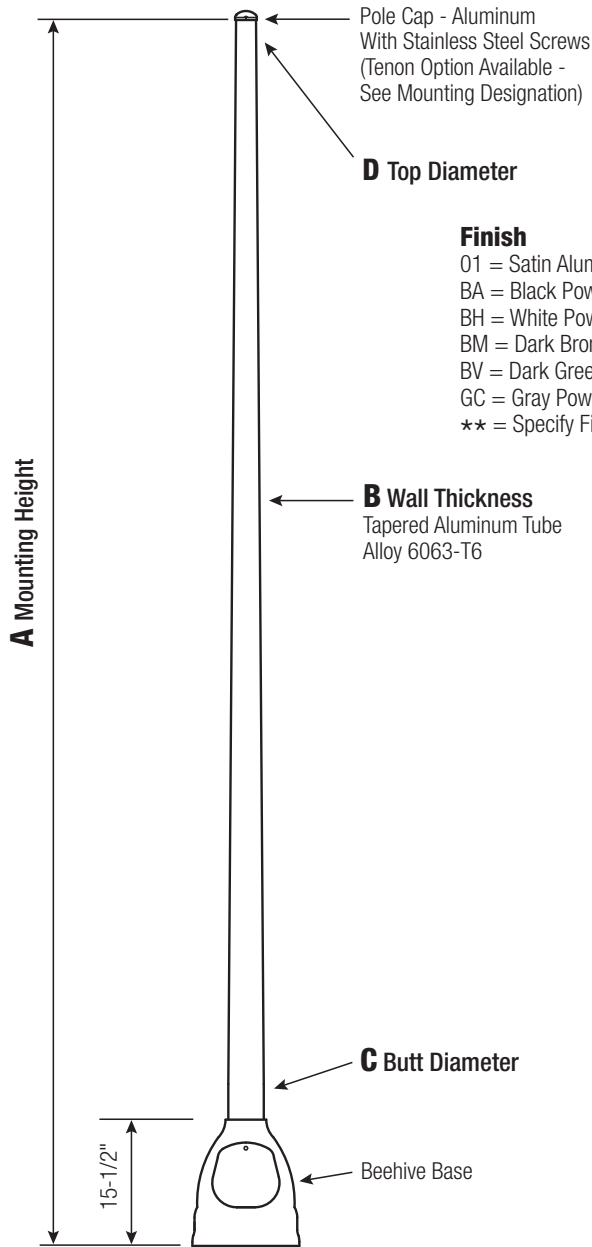 Pole Cap - Aluminum
With Stainless Steel Screws
(Tenon Option Available -
See Mounting Designation)
D Top Diameter
Finish
01 = Satin Alum
BA = Black Pow
BH = White Pow
BM = Dark Bron
BV = Dark Gree
GC = Gray Pow
** = Specify Fi
B Wall Thickness
Tapered Aluminum Tube
Alloy 6063-T6
A Mounting Height
C Butt Diameter
15-1/2"
Beehive Base